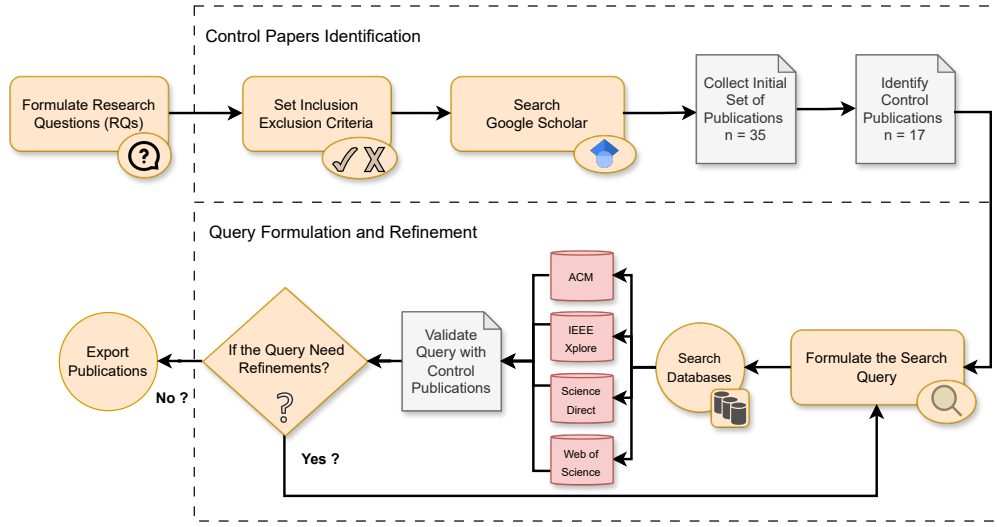 Control Papers Identification
Formulate Research
Questions (RQs)
Set Inclusion
Exclusion Criteria
Search
Google Scholar
Collect Initial
Set of
Publications
n = 35
Identify
Control
Publications
n = 17
Query Formulation and Refinement
Formulate the Search
Query
Search
Databases
ACM
IEEE
Xplore
Science
Direct
Web of
Science
Validate
Query with
Control
Publications
If the Query Need
Refinements?
Yes ?
No ?
Export
Publications